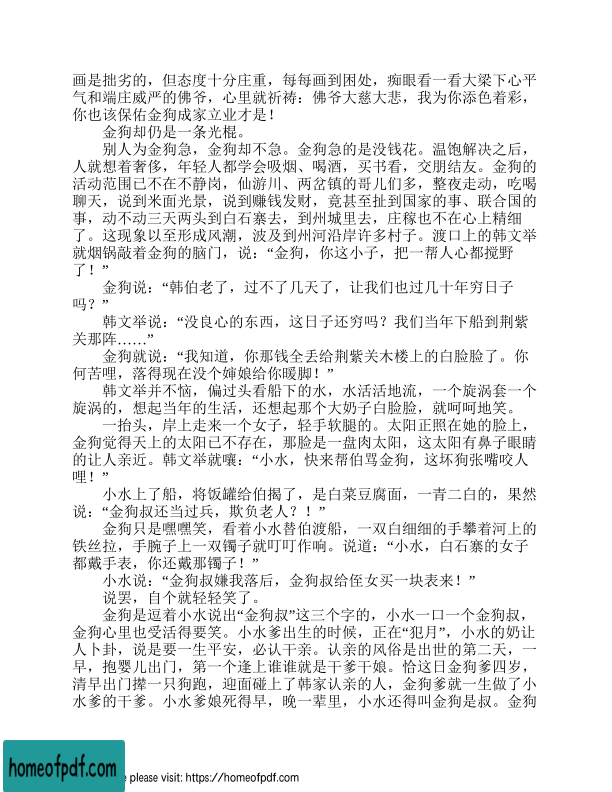 画是拙劣的，但态度十分庄重，每每画到困处，痴眼看一看大梁下心平
气和端庄威严的佛爷，心里就祈祷：佛爷大慈大悲，我为你添色着彩，
你也该保佑金狗成家立业才是！
金狗却仍是一条光棍。
别人为金狗急，金狗却不急。金狗急的是没钱花。温饱解决之后，
人就想着奢侈，年轻人都学会吸烟、喝酒，买书看，交朋结友。金狗的
活动范围已不在不静岗，仙游川、两岔镇的哥儿们多，整夜走动，吃喝
聊天，说到米面光景，说到赚钱发财，竟甚至扯到国家的事、联合国的
事，动不动三天两头到白石寨去，到州城里去，庄稼也不在心上精细
了。这现象以至形成风潮，波及到州河沿岸许多村子。渡口上的韩文举
就烟锅敲着金狗的脑门，说：“金狗，你这小子，把一帮人心都搅野
了！”
金狗说：“韩伯老了，过不了几天了，让我们也过几十年穷日子
吗？”
韩文举说：“没良心的东西，这日子还穷吗？我们当年下船到荆紫
关那阵……”
金狗就说：“我知道，你那钱全丢给荆紫关木楼上的白脸脸了。你
何苦哩，落得现在没个婶娘给你暖脚！”
韩文举并不恼，偏过头看船下的水，水活活地流，一个旋涡套一个
旋涡的，想起当年的生活，还想起那个大奶子白脸脸，就呵呵地笑。
一抬头，岸上走来一个女子，轻手软腿的。太阳正照在她的脸上，
金狗觉得天上的太阳已不存在，那脸是一盘肉太阳，这太阳有鼻子眼睛
的让人亲近。韩文举就嚷：“小水，快来帮伯骂金狗，这坏狗张嘴咬人
哩！”
小水上了船，将饭罐给伯揭了，是白菜豆腐面，一青二白的，果然
说：“金狗叔还当过兵，欺负老人？！”
金狗只是嘿嘿笑，看着小水替伯渡船，一双白细细的手攀着河上的
铁丝拉，手腕子上一双镯子就叮叮作响。说道：“小水，白石寨的女子
都戴手表，你还戴那镯子！”
小水说：“金狗叔嫌我落后，金狗叔给侄女买一块表来！”
说罢，自个就轻轻笑了。
金狗是逗着小水说出“金狗叔”这三个字的，小水一口一个金狗叔，
金狗心里也受活得要笑。小水爹出生的时候，正在“犯月”，小水的奶让
人卜卦，说是要一生平安，必认干亲。认亲的风俗是出世的第二天，一
早，抱婴儿出门，第一个逢上谁谁就是干爹干娘。恰这日金狗爹四岁，
清早出门撵一只狗跑，迎面碰上了韩家认亲的人，金狗爹就一生做了小
水爹的干爹。小水爹娘死得早，晚一辈里，小水还得叫金狗是叔。金狗
homeofpdf.com
e please visit: https://homeofpdf.com